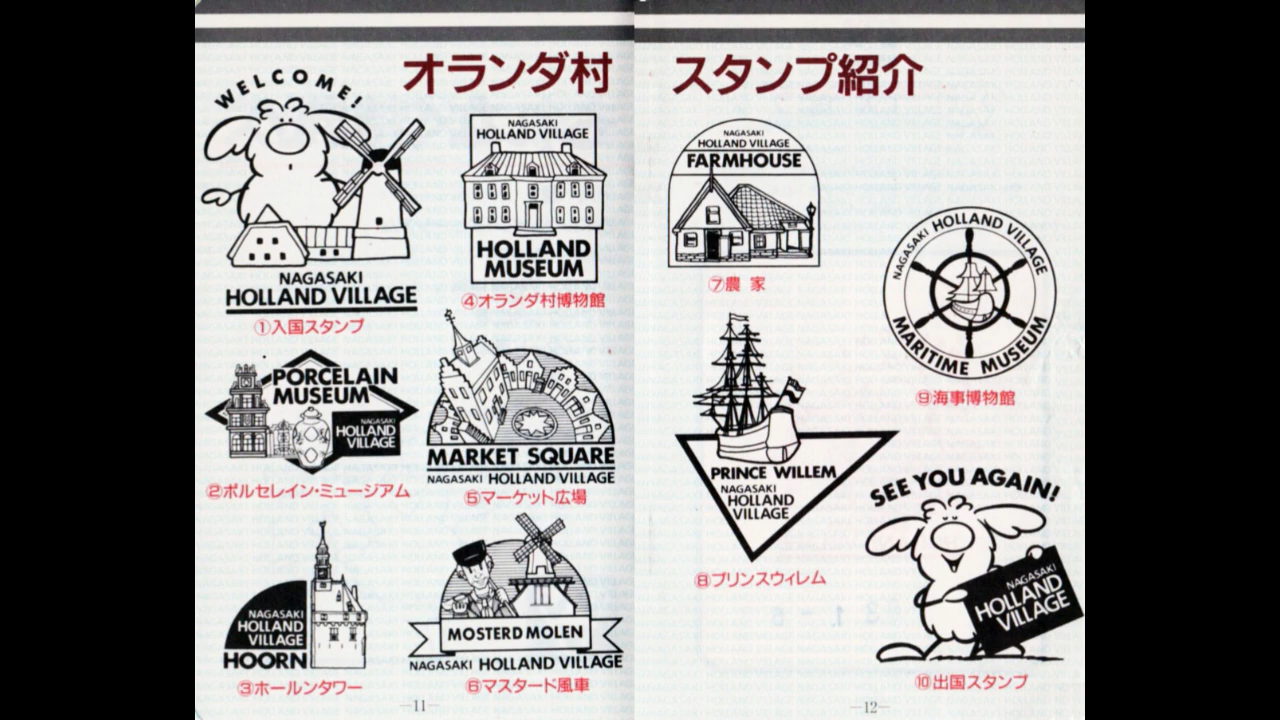 オランダ村
WELCOME!
NAGASAKI
HOLLAND VILLAGE
①入国スタンプ
PORCELAIN
MUSEUM
NAGASAKI
HOLLAND
VILLAGE
②ポルセレイン・ミュージアム
NAGASAKI
HOLLAND
VILLAGE
HOORN
③ホールンタワー
NAGASAKI
HOLLAND VILLAGE
HOLLAND
MUSEUM
④オランダ村博物館
MARKET SQUARE
NAGASAKI HOLLAND VILLAGE
⑤マーケット広場
MOSTERD MOLEN
NAGASAKI HOLLAND VILLAGE
⑥マスタード風車
—11—
スタンプ紹介
NAGASAKI
HOLLAND VILLAGE
FARMHOUSE
⑦農家
PRINCE WILLEM
NAGASAKI
HOLLAND
VILLAGE
⑧プリンスウィレム
NAGASAKI HOLLAND VILLAGE
MARITIME MUSEUM
⑨海事博物館
SEE YOU AGAIN!
NAGASAKI
HOLLAND
VILLAGE
⑩出国スタンプ
—12—